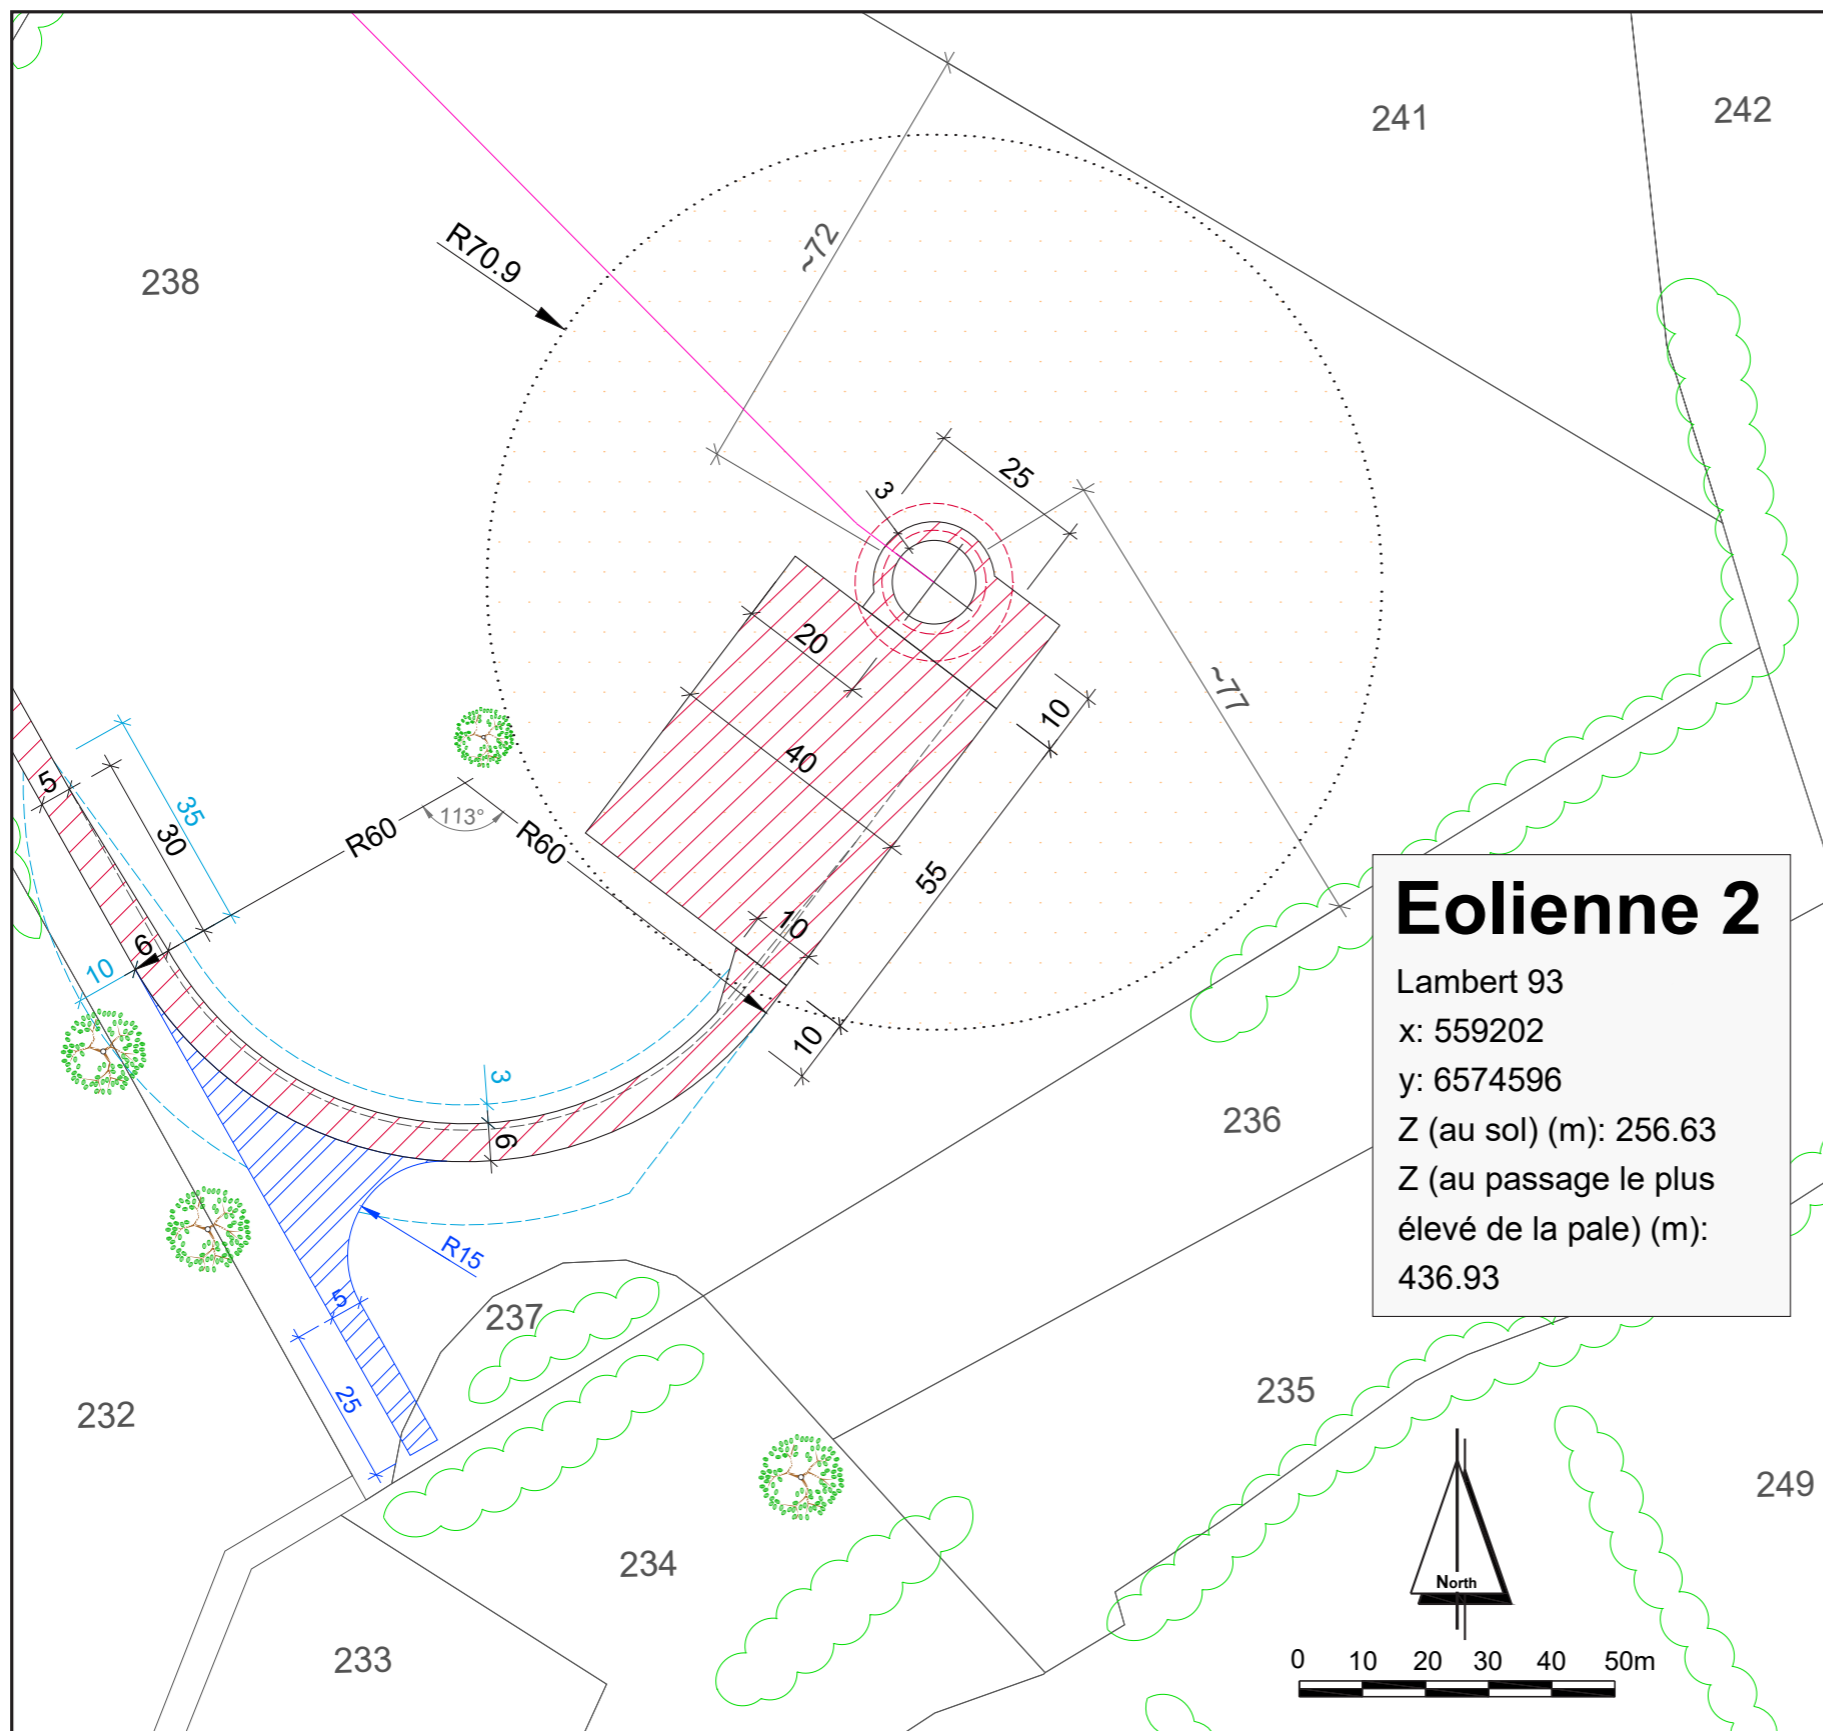 241
242
~72
R70.9
238
25
3
20
~77
10
40
5
35
30
113°
R60
R60
55
10
6
10
10
3
6
Eolienne 2
Lambert 93
x: 559202
y: 6574596
Z (au sol) (m): 256.63
Z (au passage le plus
élevé de la pale) (m):
436.93
236
R15
5
237
25
232
235
249
234
North
233
0 10 20 30 40 50m